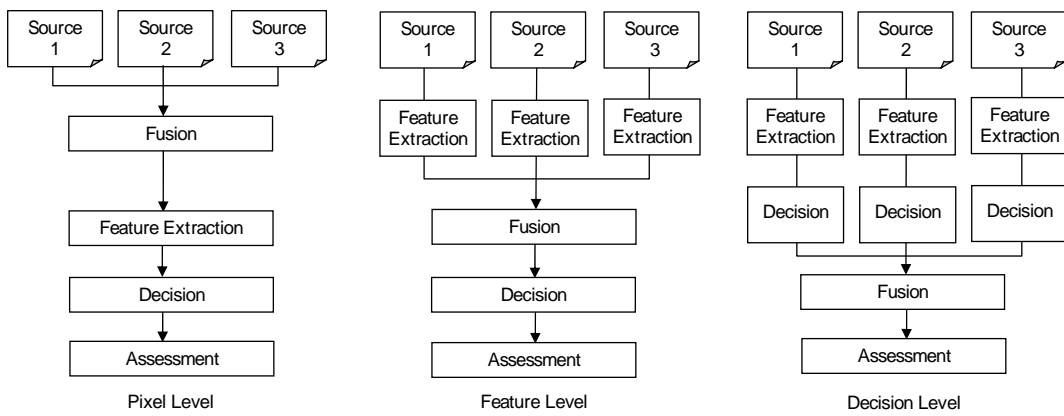 Source
1
Source
2
Source
3
Fusion
Feature Extraction
Decision
Assessment
Pixel Level
Source
1
Source
2
Source
3
Feature
Extraction
Feature
Extraction
Feature
Extraction
Fusion
Decision
Assessment
Feature Level
Source
1
Source
2
Source
3
Feature
Extraction
Feature
Extraction
Feature
Extraction
Decision
Decision
Decision
Fusion
Assessment
Decision Level